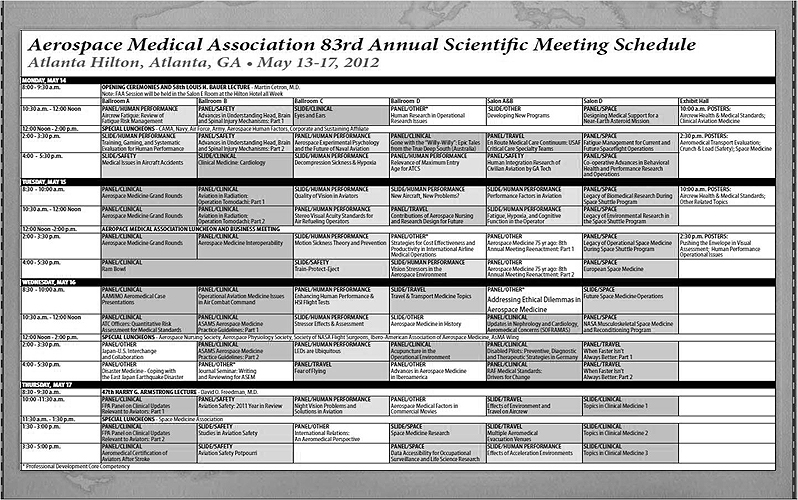 Aerospace Medical Association 83rd Annual Scientific Meeting Schedule
Atlanta Hilton, Atlanta, GA • May 13-17, 2012
MONDAY, MAY 14
8:00 - 9:30 a.m. OPENING CEREMONIES AND 58th LOUIS H. BAUER LECTURE - Martin Cetron, M.D.
Note: FAA Session will be held in the Salon E Room at the Hilton Hotel all Week
Ballroom A Ballroom B Ballroom C Ballroom D Salon A&B Salon D Exhibit Hall
10:30 a.m. - 12:00 Noon PANEL/HUMAN PERFORMANCE PANEL/SAFETY SLIDE/CLINICAL PANEL/OTHER* SLIDE/OTHER PANEL/SPACE 10:00 a.m. POSTERS:
Aircrew Fatigue: Review of Advances in Understanding Head, Brain Eyes and Ears Human Research in Operational Developing New Programs Designing Medical Support for a Aircrew Health & Medical Standards;
Fatigue Risk Management and Spinal Injury Mechanisms: Part 1 Research Issues Near-Earth Asteroid Mission Clinical Aviation Medicine
12:00 Noon - 2:00 p.m. SPECIAL LUNCHEONS - CAMA, Navy, Air Force, Army, Aerospace Human Factors, Corporate and Sustaining Affiliate
2:00 - 3:30 p.m. SLIDE/HUMAN PERFORMANCE PANEL/SAFETY PANEL/HUMAN PERFORMANCE PANEL/CLINICAL PANEL/TRAVEL PANEL/SPACE 2:30 p.m. POSTERS:
Training, Gaming, and Systematic Advances in Understanding Head, Brain Aerospace Experimental Psychology Gone with the "Willy-Willy": Epic Tales En Route Medical Care Continuum: USAF Fatigue Management for Current and Aeromedical Transport Evaluation;
Evaluation for Human Performance and Spinal Injury Mechanisms: Part 2 and the Future of Naval Aviation from the True Deep South (Australia) Critical Care Specialty Teams Future Spaceflight Operations Crunch & Load (Safety); Space Medicine
4:00 - 5:30 p.m. SLIDE/SAFETY SLIDE/CLINICAL SLIDE/HUMAN PERFORMANCE PANEL/HUMAN PERFORMANCE PANEL/SAFETY PANEL/SPACE
Medical Issues in Aircraft Accidents Clinical Medicine: Cardiology Decompression Sickness & Hypoxia Relevance of Maximum Entry Human Integration Research of Co-operative Advances in Behavioral
Age for ATCS Civilian Aviation by GA Tech Health and Performance Research
and Operations
TUESDAY, MAY 15
8:30 - 10:00 a.m. PANEL/CLINICAL PANEL/CLINICAL SLIDE/HUMAN PERFORMANCE SLIDE/HUMAN PERFORMANCE SLIDE/HUMAN PERFORMANCE PANEL/SPACE 10:00 a.m. POSTERS:
Aerospace Medicine Grand Rounds Aviation in Radiation; Quality of Vision in Aviators New Aircraft, New Problems? Performance Factors in Aviation Legacy of Biomedical Research During Aircrew Health & Medical Standards;
Operation Tomodachi: Part 1 Space Shuttle Program Other Related Topics
10:30 a.m. - 12:00 Noon PANEL/CLINICAL PANEL/CLINICAL PANEL/HUMAN PERFORMANCE PANEL/TRAVEL SLIDE/HUMAN PERFORMANCE PANEL/SPACE
Aerospace Medicine Grand Rounds Aviation in Radiation; Stereo Visual Acuity Standards for Contributions of Aerospace Nursing Fatigue, Hypoxia, and Cognitive Legacy of Environmental Research in
Operation Tomodachi: Part 2 Air Refueling Operators and Research Design for Future Function in the Operator the Space Shuttle Program
12:00 Noon -2:00 p.m. AEROSPACE MEDICAL ASSOCIATION LUNCHEON AND BUSINESS MEETING
2:00 - 3:30 p.m. PANEL/CLINICAL PANEL/CLINICAL SLIDE/HUMAN PERFORMANCE PANEL/OTHER* PANEL/OTHER PANEL/SPACE 2:30 p.m. POSTERS:
Aerospace Medicine Grand Rounds Aerospace Medicine Interoperability Motion Sickness Theory and Prevention Strategies for Cost Effectiveness and Aerospace Medicine 75 yr ago: 8th Legacy of Operational Space Medicine Pushing the Envelope in Visual
Productivity in International Airline Annual Meeting Reenactment: Part 1 During Space Shuttle Program Assessment; Human Performance
Medical Operations Operational Issues
4:00 - 5:30 p.m. PANEL/CLINICAL SLIDE/SAFETY SLIDE/HUMAN PERFORMANCE PANEL/OTHER PANEL/SPACE
Ram Bowl Train-Protect-Eject Vision Stressors in the Aerospace Medicine 75 yr ago: 8th European Space Medicine
Aerospace Environment Annual Meeting Reenactment: Part 2
WEDNESDAY, MAY 16
8:30 - 10:00 a.m. PANEL/CLINICAL PANEL/CLINICAL PANEL/HUMAN PERFORMANCE SLIDE/TRAVEL PANEL/OTHER* SLIDE/SPACE
AAMIMO Aeromedical Case Operational Aviation Medicine Issues Enhancing Human Performance & Travel & Transport Medicine Topics Addressing Ethical Dilemmas in Future Space Medicine Operations
Presentations in Air Combat Command HSI Flight Tests Aerospace Medicine
10:30 a.m. - 12:00 Noon PANEL/CLINICAL PANEL/CLINICAL SLIDE/HUMAN PERFORMANCE SLIDE/OTHER PANEL/CLINICAL PANEL/SPACE
ATC Officers: Quantitative Risk ASAMS Aerospace Medicine Stressor Effects & Assessment Aerospace Medicine in History Updates in Nephrology and Cardiology, NASA Musculoskeletal Space Medicine
Assessment for Medical Standards Practice Guidelines: Part 1 Aeromedical Concerns (SOFRAMAS) and Reconditioning Program
12:00 Noon - 2:00 p.m. SPECIAL LUNCHEONS - Aerospace Nursing Society, Aerospace Physiology Society, Society of NASA Flight Surgeons, Ibero-American Association of Aerospace Medicine, AsMA Wing
2:00 - 3:30 p.m. PANEL/OTHER PANEL/CLINICAL PANEL/HUMAN PERFORMANCE PANEL/CLINICAL PANEL/CLINICAL PANEL/OTHER
Japan-U.S. Interchange ASAMS Aerospace Medicine LEDs are Ubiquitous Acupuncture in the Disabled Pilots: Preventive, Diagnostic, When Faster Isn't
and Collaboration Practice Guidelines: Part 2 Operational Environment and Therapeutic Strategies in Germany Always Better: Part 1
4:00 - 5:30 p.m. PANEL/OTHER PANEL/OTHER* PANEL/TRAVEL PANEL/OTHER PANEL/CLINICAL PANEL/OTHER
Disaster Medicine - Coping with Journal Seminar: Writing Fear of Flying Advances in Aerospace Medicine RAF Medical Standards: When Faster Isn't
the East Japan Earthquake Disaster and Reviewing for ASEM in Iberoamerica Drivers for Change Always Better: Part 2
THURSDAY, MAY 17
8:30 - 9:30 a.m. 47th HARRY G. ARMSTRONG LECTURE - David O. Freedman, M.D.
10:00 -11:30 a.m. PANEL/CLINICAL SLIDE/SAFETY PANEL/HUMAN PERFORMANCE PANEL/OTHER SLIDE/TRAVEL SLIDE/CLINICAL
FPA Panel on Clinical Updates Aviation Safety: 2011 Year in Review Night Vision Problems and Aerospace Medical Factors in Effects of Environment and Topics in Clinical Medicine 1
Relevant to Aviators: Part 1 Solutions in Aviation Commercial Movies Travel on Aircrew
11:30 a.m. - 1:30 p.m. SPECIAL LUNCHEONS - Space Medicine Association
1:30 - 3:00 p.m. PANEL/CLINICAL SLIDE/SAFETY PANEL/OTHER SLIDE/SPACE SLIDE/TRAVEL SLIDE/CLINICAL
FPA Panel on Clinical Updates Studies in Aviation Safety International Relations: Space Medicine Research Multiple Aeromedical Topics in Clinical Medicine 2
Relevant to Aviators: Part 2 An Aeromedical Perspective Evacuation Venues
3:30 - 5:00 p.m. PANEL/CLINICAL SLIDE/SAFETY PANEL/SPACE SLIDE/HUMAN PERFORMANCE SLIDE/CLINICAL
Aeromedical Certification of Aviation Safety Potpourri Data Accessibility for Occupational Effects of Acceleration Environments Topics in Clinical Medicine 3
Aviators After Stroke Surveillance and Life Science Research
* Professional Development Core Competency